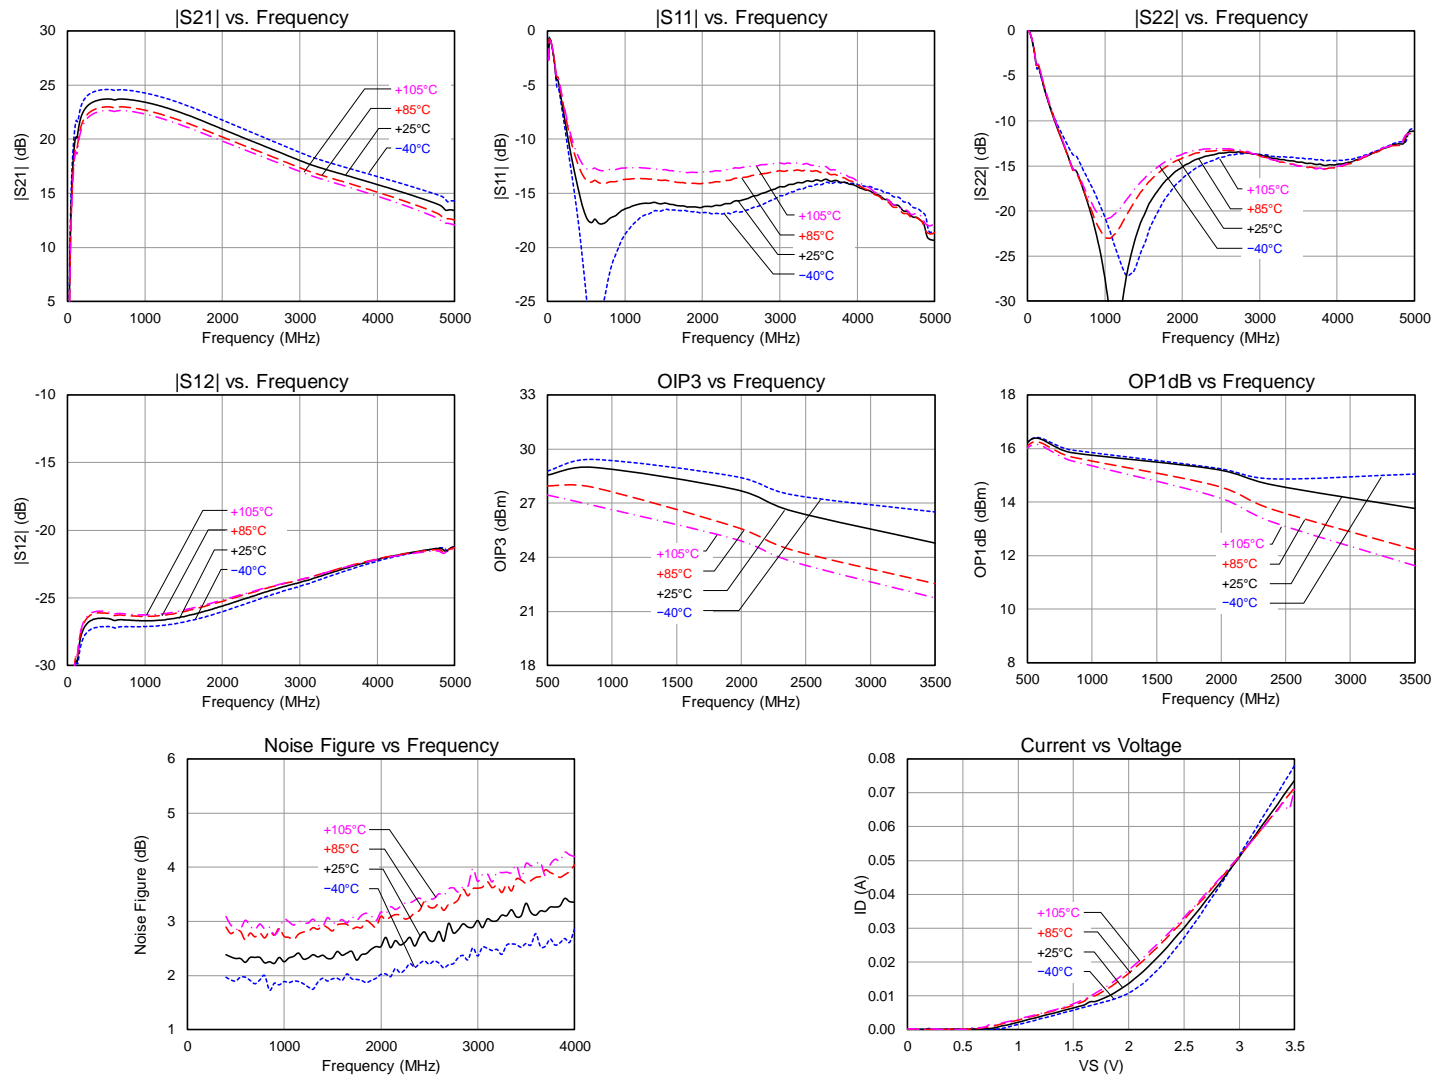 |S21| vs. Frequency
30
25
20
15
10
5
|S21| (dB)
+105°C
+85°C
+25°C
−40°C
0 1000 2000 3000 4000 5000
Frequency (MHz)
|S11| vs. Frequency
0
-5
-10
-15
-20
-25
|S11| (dB)
+105°C
+85°C
+25°C
−40°C
0 1000 2000 3000 4000 5000
Frequency (MHz)
|S22| vs. Frequency
0
-5
-10
-15
-20
-25
-30
|S22| (dB)
+105°C
+85°C
+25°C
−40°C
0 1000 2000 3000 4000 5000
Frequency (MHz)
|S12| vs. Frequency
-10
-15
-20
-25
-30
|S12| (dB)
+105°C
+85°C
+25°C
−40°C
0 1000 2000 3000 4000 5000
Frequency (MHz)
OIP3 vs Frequency
33
30
27
24
21
18
OIP3 (dBm)
+105°C
+85°C
+25°C
−40°C
500 1000 1500 2000 2500 3000 3500
Frequency (MHz)
OP1dB vs Frequency
18
16
14
12
10
8
OP1dB (dBm)
+105°C
+85°C
+25°C
−40°C
500 1000 1500 2000 2500 3000 3500
Frequency (MHz)
Noise Figure vs Frequency
6
5
4
3
2
1
Noise Figure (dB)
+105°C
+85°C
+25°C
−40°C
0 1000 2000 3000 4000
Frequency (MHz)
Current vs Voltage
0.08
0.07
0.06
0.05
0.04
0.03
0.02
0.01
0.00
ID (A)
+105°C
+85°C
+25°C
−40°C
0 0.5 1 1.5 2 2.5 3 3.5
VS (V)